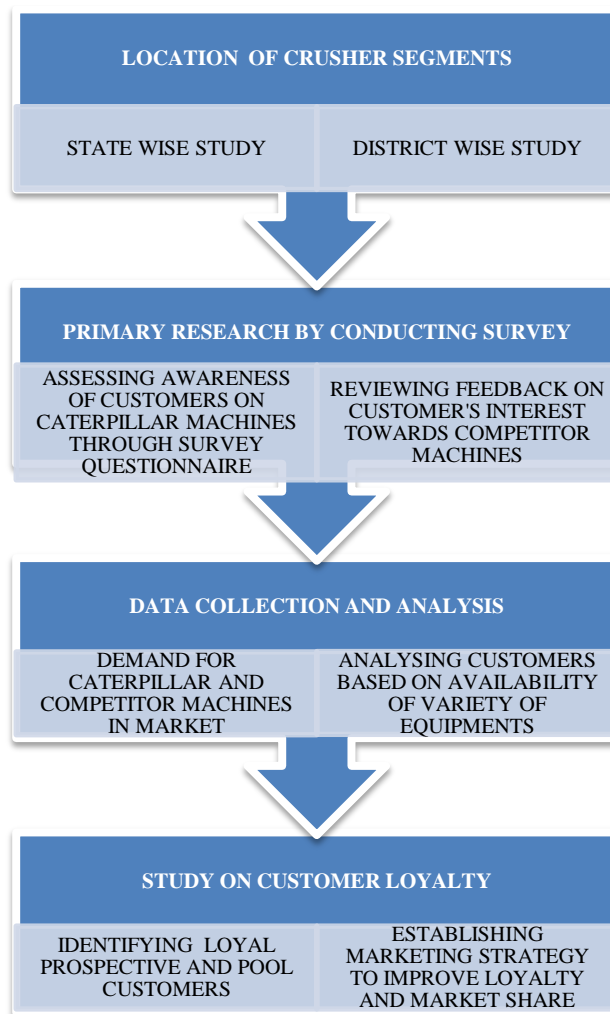 LOCATION OF CRUSHER SEGMENTS
STATE WISE STUDY
DISTRICT WISE STUDY
PRIMARY RESEARCH BY CONDUCTING SURVEY
ASSESSING AWARENESS
OF CUSTOMERS ON
CATERPILLAR MACHINES
THROUGH SURVEY
QUESTIONNAIRE
REVIEWING FEEDBACK ON
CUSTOMER'S INTEREST
TOWARDS COMPETITOR
MACHINES
DATA COLLECTION AND ANALYSIS
DEMAND FOR
CATERPILLAR AND
COMPETITOR MACHINES
IN MARKET
ANALYSING CUSTOMERS
BASED ON AVAILABILITY
OF VARIETY OF
EQUIPMENTS
STUDY ON CUSTOMER LOYALTY
IDENTIFYING LOYAL
PROSPECTIVE AND POOL
CUSTOMERS
ESTABLISHING
MARKETING STRATEGY
TO IMPROVE LOYALTY
AND MARKET SHARE